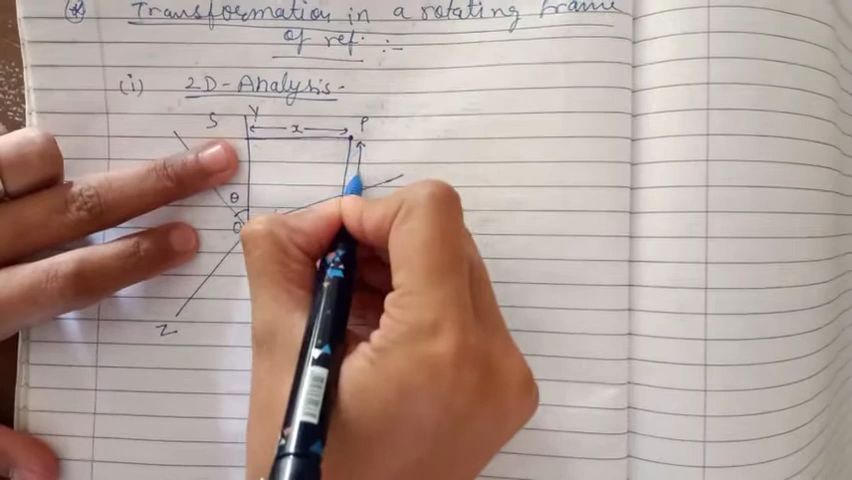 Transformation in a rotating frame
of ref. :-
(i) 2D-Analysis-
S Y
x P
θ
O
Z